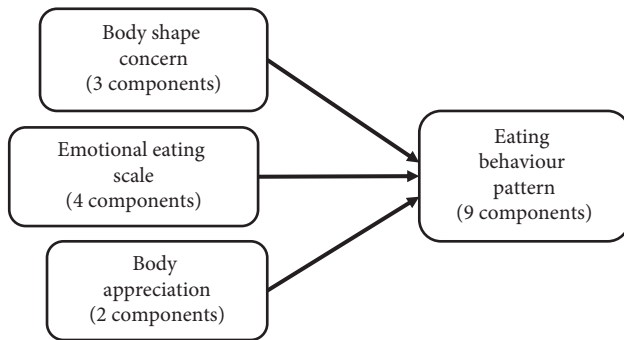 Body shape
concern
(3 components)
Emotional eating
scale
(4 components)
Body
appreciation
(2 components)
Eating
behaviour
pattern
(9 components)